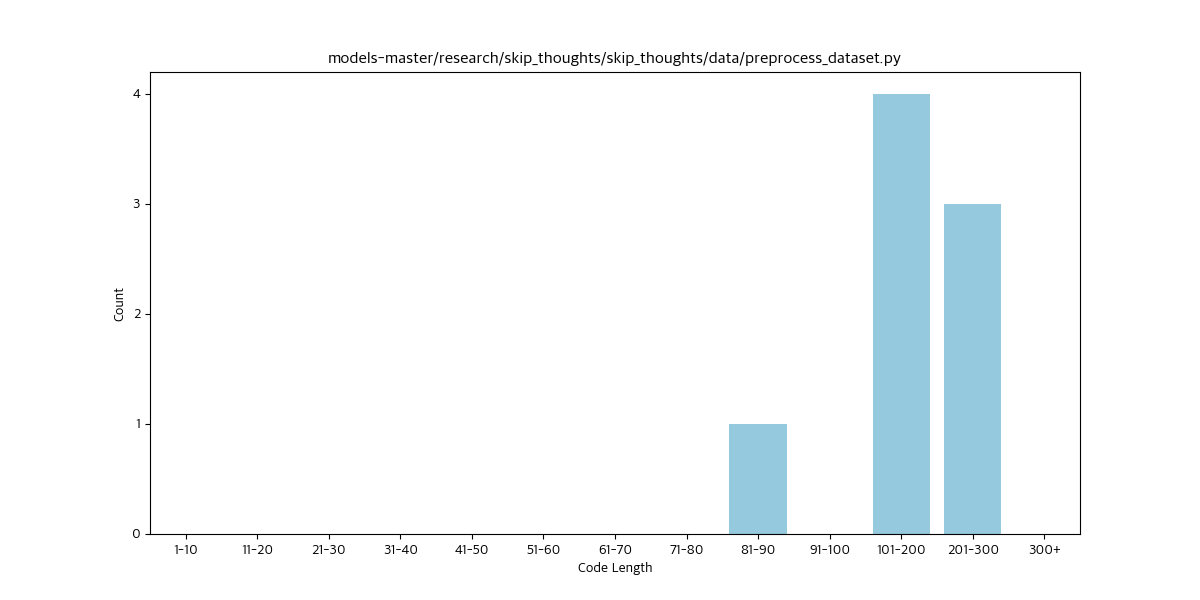 models-master/research/skip_thoughts/skip_thoughts/data/preprocess_dataset.py
4
3
2
1
0
Count
1-10 11-20 21-30 31-40 41-50 51-60 61-70 71-80 81-90 91-100 101-200 201-300 300+
Code Length